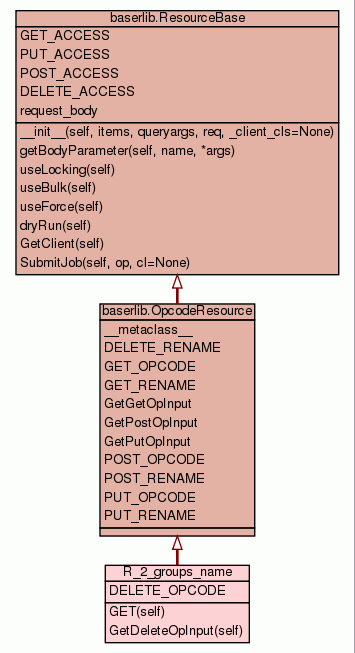 baserlib.ResourceBase
GET_ACCESS
PUT_ACCESS
POST_ACCESS
DELETE_ACCESS
request_body
__init__(self, items, queryargs, req, _client_cls=None)
getBodyParameter(self, name, *args)
useLocking(self)
useBulk(self)
useForce(self)
dryRun(self)
GetClient(self)
SubmitJob(self, op, cl=None)
baserlib.OpcodeResource
__metaclass__
DELETE_RENAME
GET_OPCODE
GET_RENAME
GetGetOpInput
GetPostOpInput
GetPutOpInput
POST_OPCODE
POST_RENAME
PUT_OPCODE
PUT_RENAME
R_2_groups_name
DELETE_OPCODE
GET(self)
GetDeleteOpInput(self)